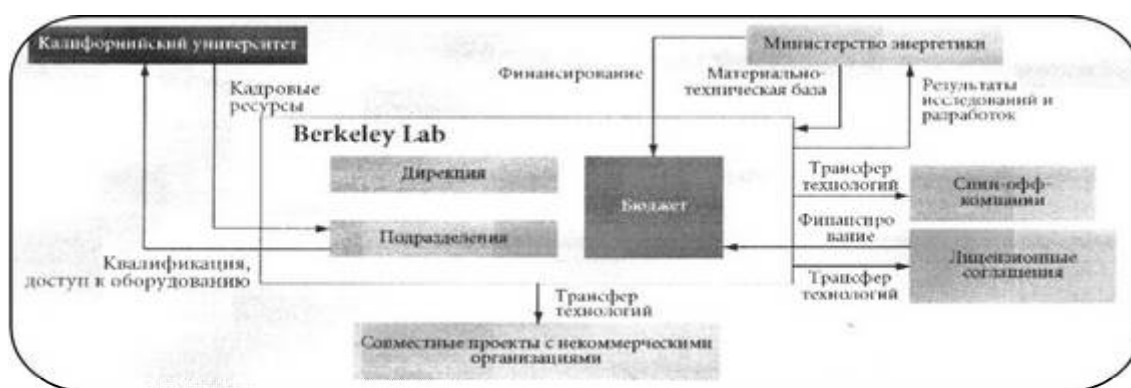 Калифорнийский университет
Министерство энергетики
Финансирование
Материально-
техническая база
Кадровые
ресурсы
Результаты
исследований и
разработок
Berkeley Lab
Дирекция
Бюджет
Трансфер
технологий
Спин-офф-
компании
Подразделения
Финансиро
вание
Лицензионные
соглашения
Квалификация,
доступ к оборудованию
Трансфер
технологий
Трансфер
технологий
Совместные проекты с некоммерческими
организациями